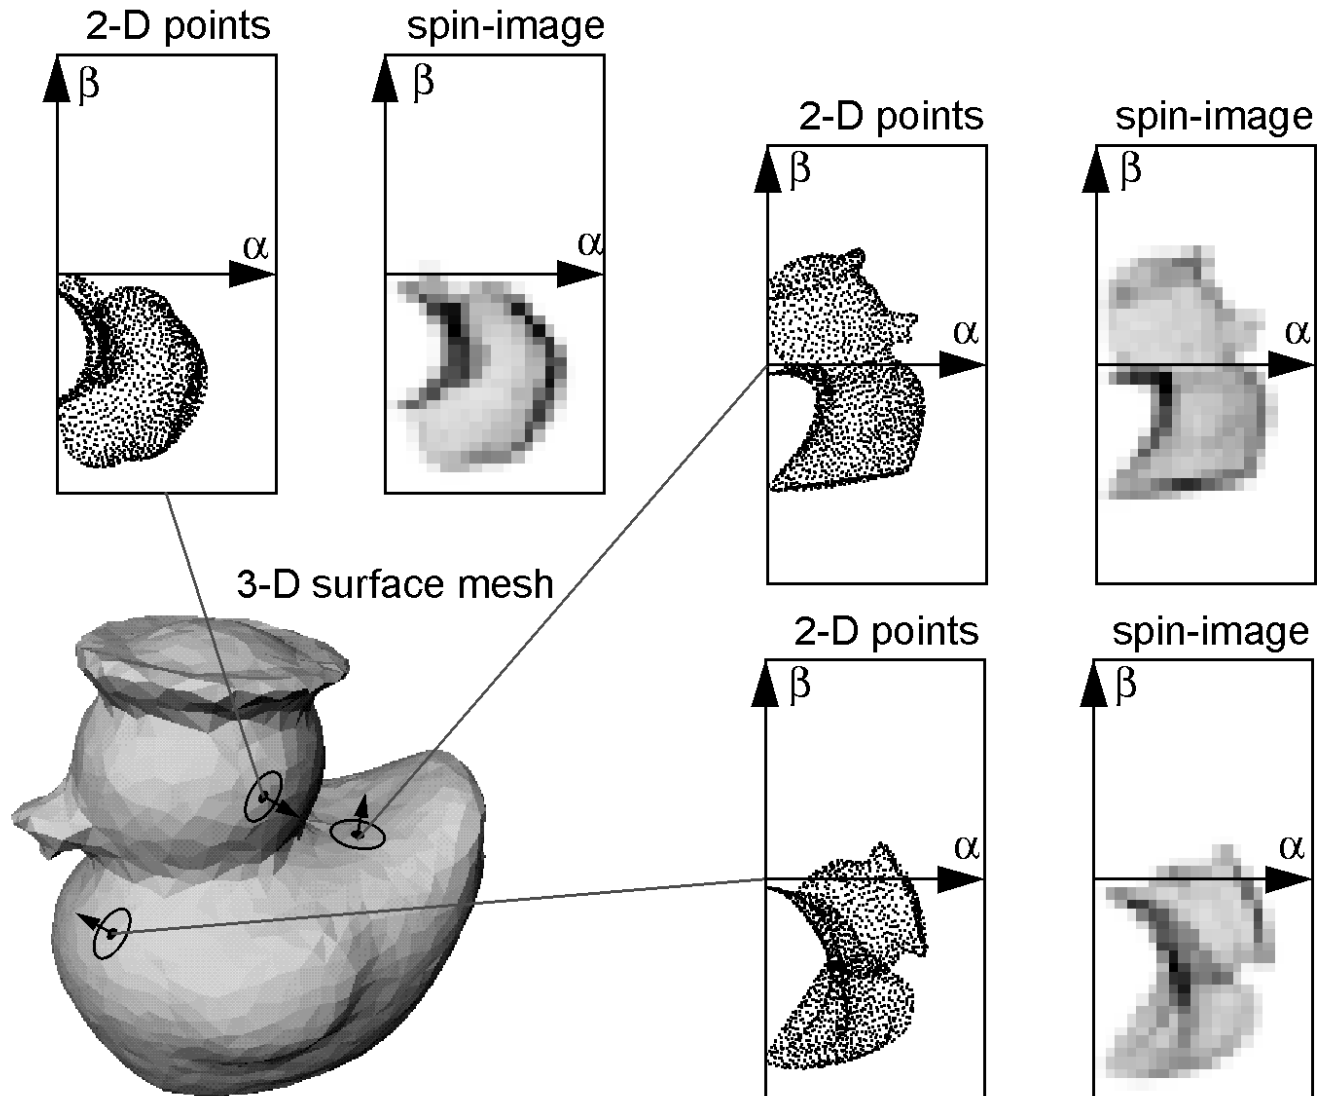 2-D points
spin-image
β
β
α
α
2-D points
spin-image
β
β
α
α
3-D surface mesh
2-D points
spin-image
β
β
α
α